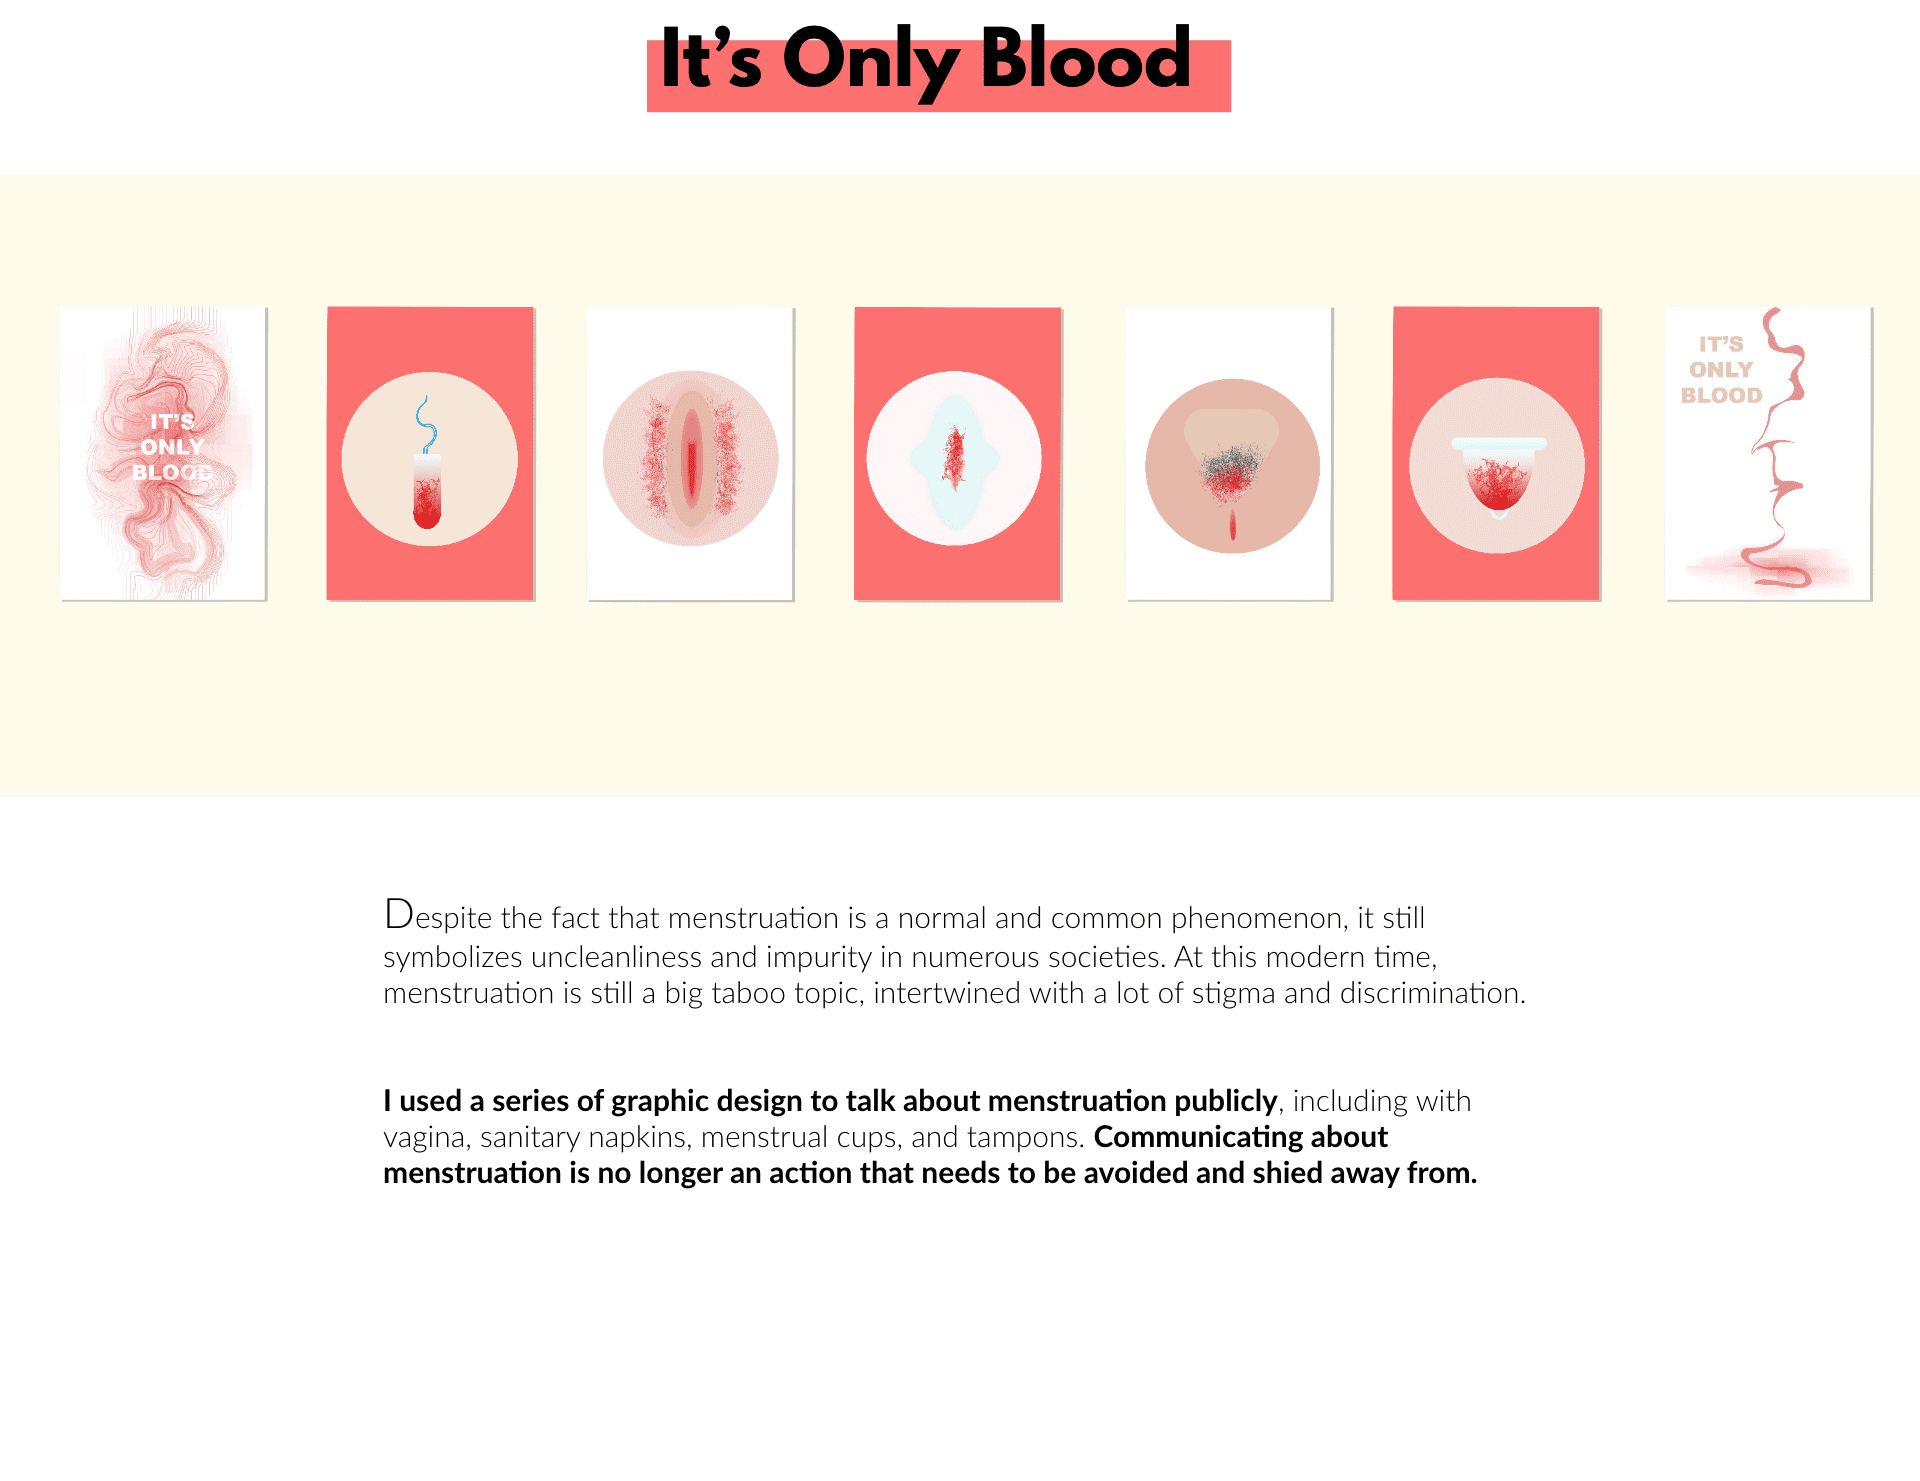 It’s Only Blood
IT’S
ONLY
BLOOD
IT’S
ONLY
BLOOD
Despite the fact that menstruation is a normal and common phenomenon, it still
symbolizes uncleanliness and impurity in numerous societies. At this modern time,
menstruation is still a big taboo topic, intertwined with a lot of stigma and discrimination.
I used a series of graphic design to talk about menstruation publicly, including with
vagina, sanitary napkins, menstrual cups, and tampons. Communicating about
menstruation is no longer an action that needs to be avoided and shied away from.